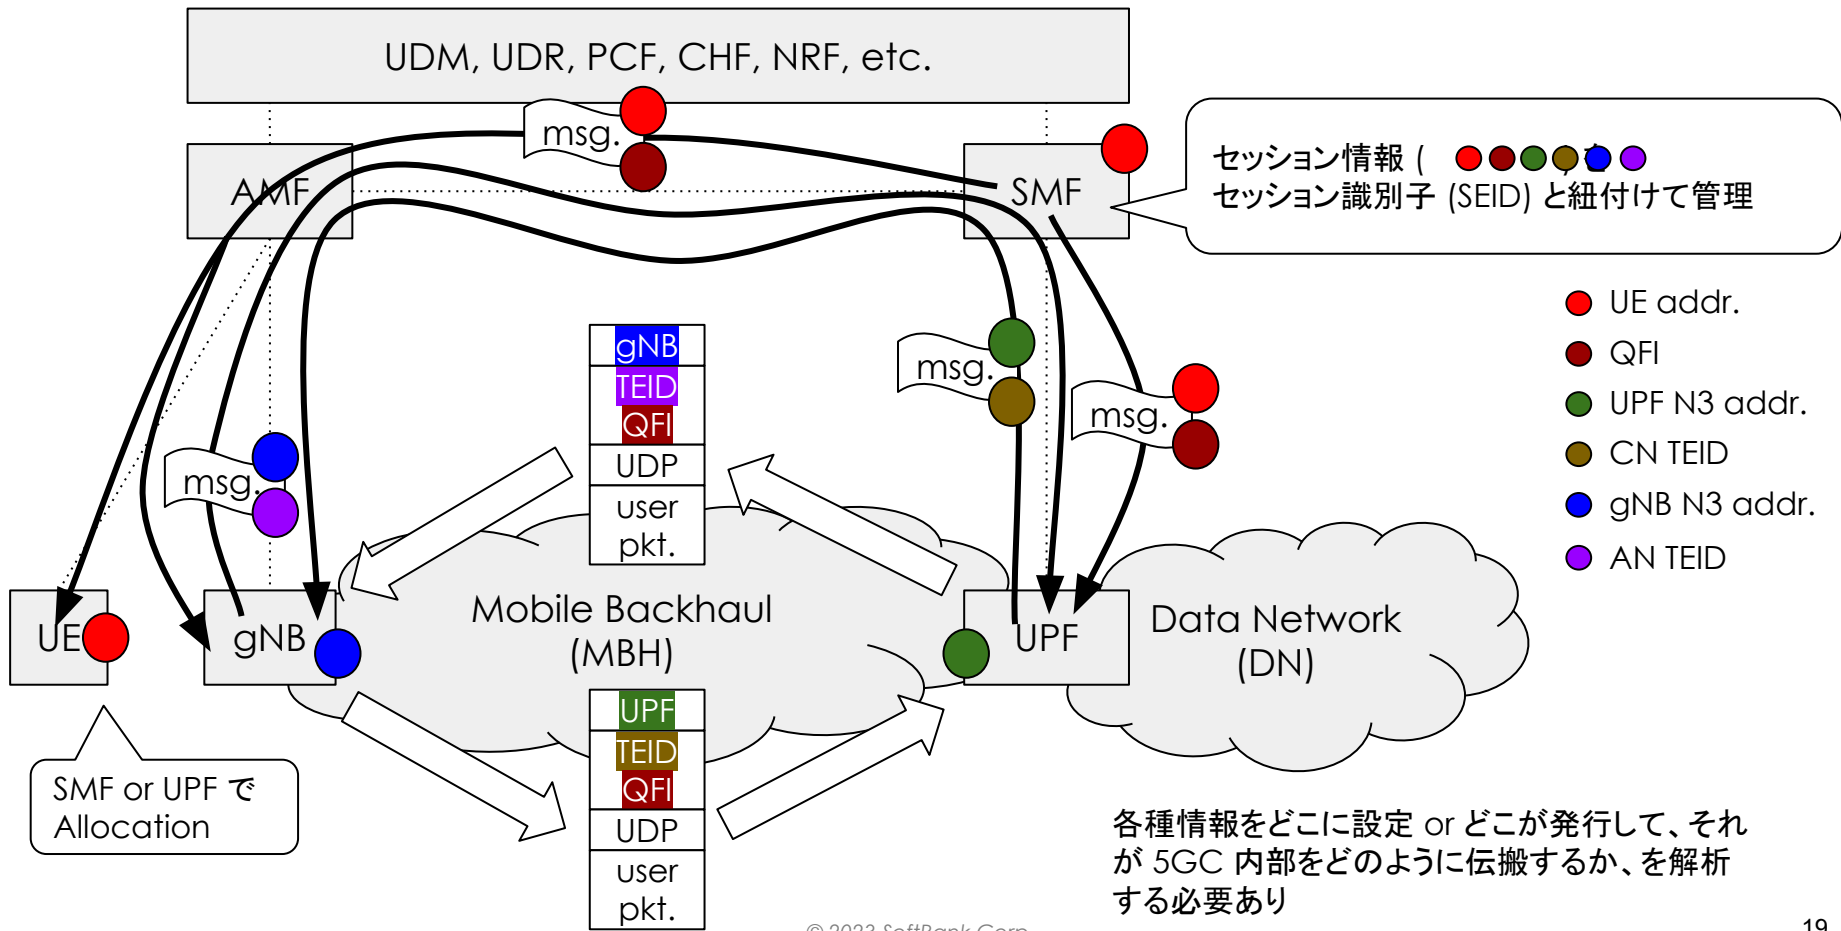 UDM, UDR, PCF, CHF, NRF, etc.
msg.
AMF
SMF
セッション情報 ( ) を
セッション識別子 (SEID) と紐付けて管理
UE addr.
QFI
UPF N3 addr.
CN TEID
gNB N3 addr.
AN TEID
gNB
TEID
QFI
UDP
user
pkt.
msg.
msg.
msg.
UE
gNB
Mobile Backhaul
(MBH)
UPF
Data Network
(DN)
UPF
TEID
QFI
UDP
user
pkt.
SMF or UPF で
Allocation
各種情報をどこに設定 or どこが発行して、それ
が 5GC 内部をどのように伝搬するか、を解析
する必要あり
© 2023 SoftBank Corp.
19